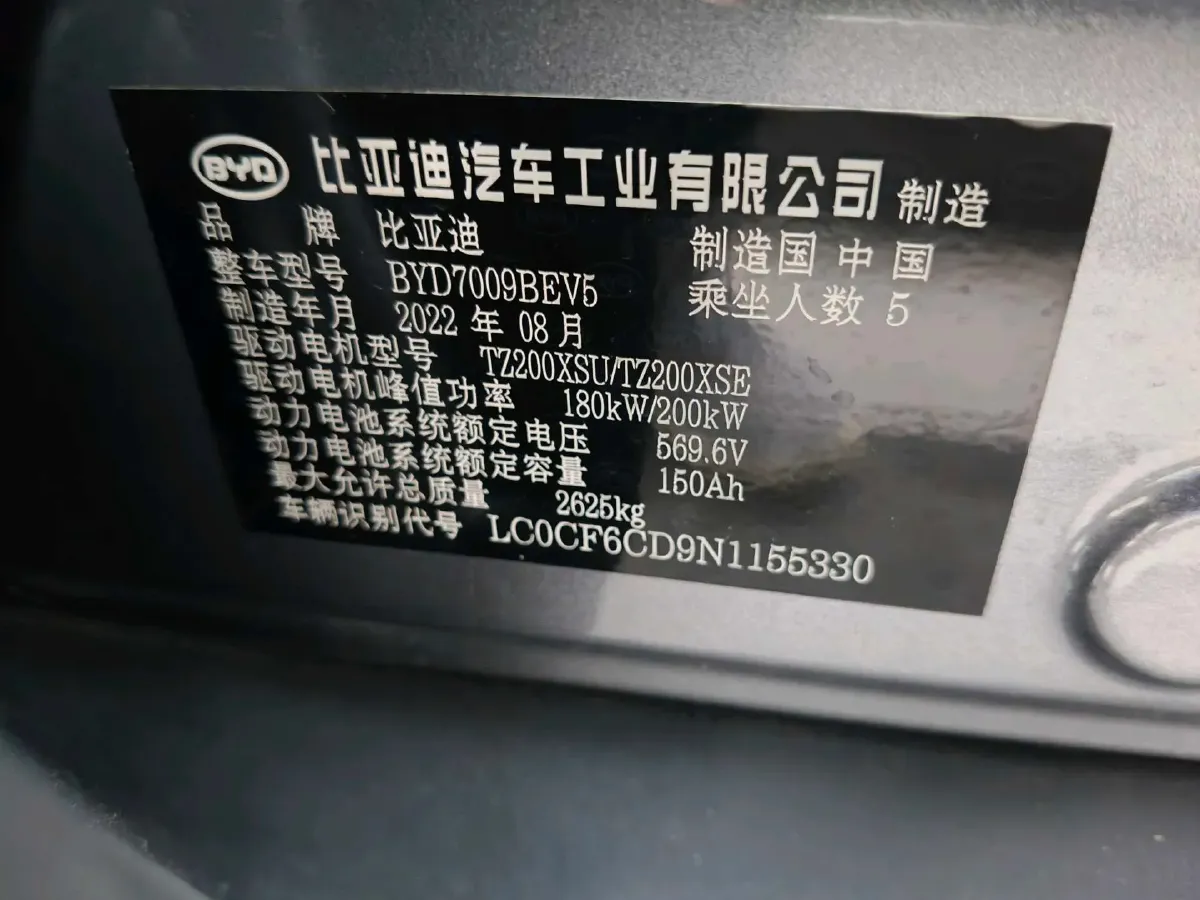 BYD 比亚迪汽车工业有限公司 制造
品 牌 比亚迪 制造国 中 国
整车型号 BYD7009BEV5 乘坐人数 5
制造年月 2022 年 08 月
驱动电机型号 TZ200XSU/TZ200XSE
驱动电机峰值功率 180kW/200kW
动力电池系统额定电压 569.6V
动力电池系统额定容量 150Ah
最大允许总质量 2625kg
车辆识别代号 LC0CF6CD9N1155330